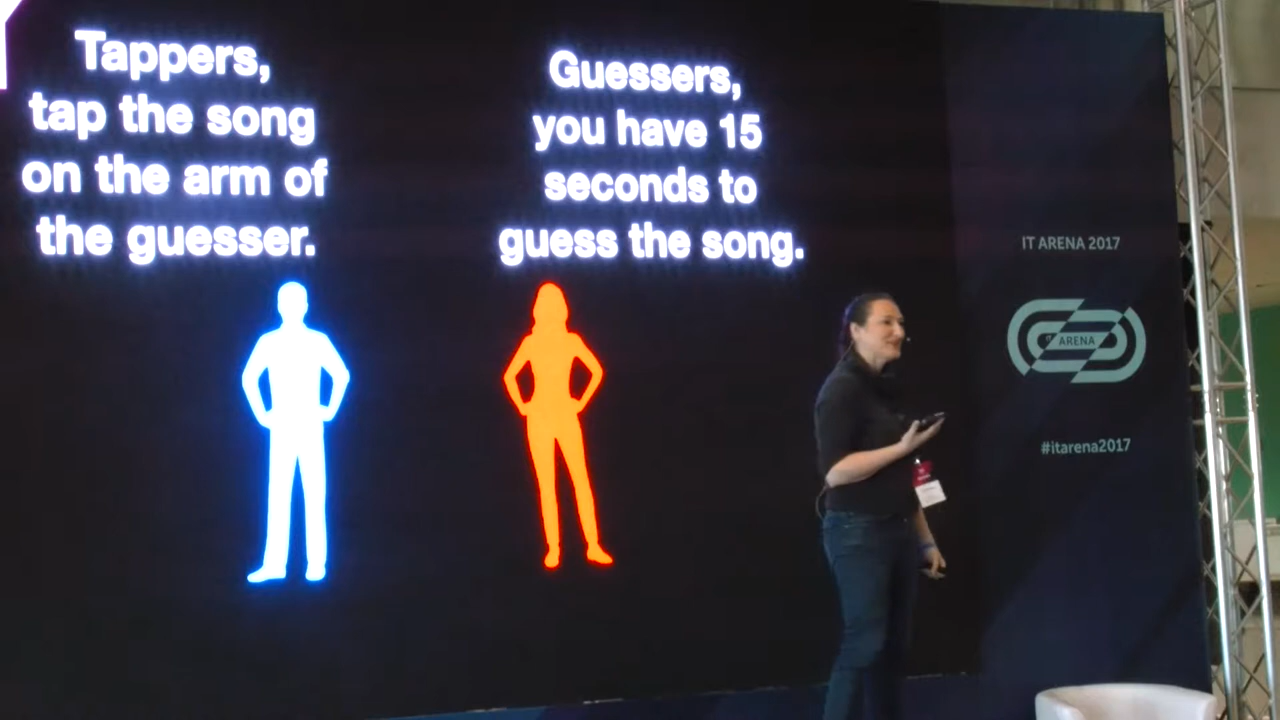 Tappers,
tap the song
on the arm of
the guesser.
Guessers,
you have 15
seconds to
guess the song.
IT ARENA 2017
ARENA
#itarena2017